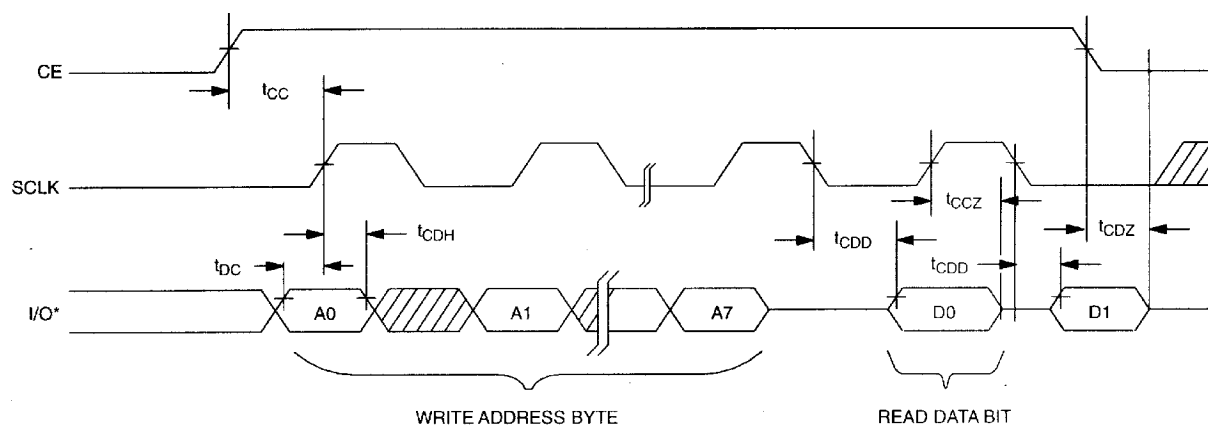 CE
tCC
SCLK
tCCZ
tCDH
tCDD
tCDZ
tDC
tCDD
I/O*
A0
A1
A7
D0
D1
WRITE ADDRESS BYTE
READ DATA BIT